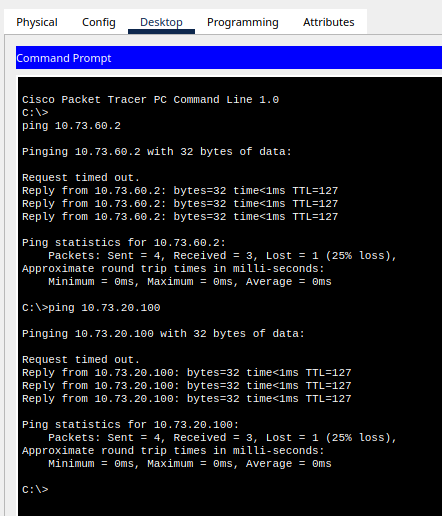 Physical Config Desktop Programming Attributes
Command Prompt
Cisco Packet Tracer PC Command Line 1.0
C:\>
ping 10.73.60.2
Pinging 10.73.60.2 with 32 bytes of data:
Request timed out.
Reply from 10.73.60.2: bytes=32 time<1ms TTL=127
Reply from 10.73.60.2: bytes=32 time<1ms TTL=127
Reply from 10.73.60.2: bytes=32 time<1ms TTL=127
Ping statistics for 10.73.60.2:
    Packets: Sent = 4, Received = 3, Lost = 1 (25% loss),
Approximate round trip times in milli-seconds:
    Minimum = 0ms, Maximum = 0ms, Average = 0ms
C:\>ping 10.73.20.100
Pinging 10.73.20.100 with 32 bytes of data:
Request timed out.
Reply from 10.73.20.100: bytes=32 time<1ms TTL=127
Reply from 10.73.20.100: bytes=32 time<1ms TTL=127
Reply from 10.73.20.100: bytes=32 time<1ms TTL=127
Ping statistics for 10.73.20.100:
    Packets: Sent = 4, Received = 3, Lost = 1 (25% loss),
Approximate round trip times in milli-seconds:
    Minimum = 0ms, Maximum = 0ms, Average = 0ms
C:\>